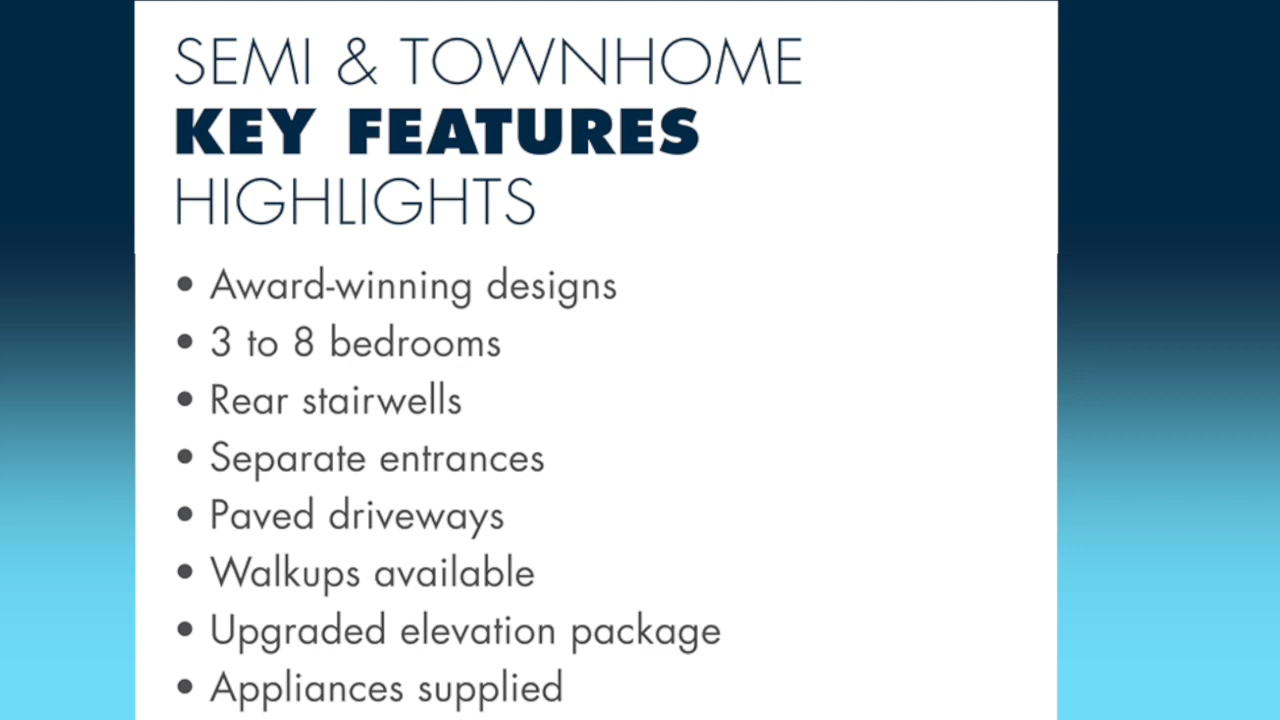 SEMI & TOWNHOME
KEY FEATURES
HIGHLIGHTS
• Award-winning designs
• 3 to 8 bedrooms
• Rear stairwells
• Separate entrances
• Paved driveways
• Walkups available
• Upgraded elevation package
• Appliances supplied